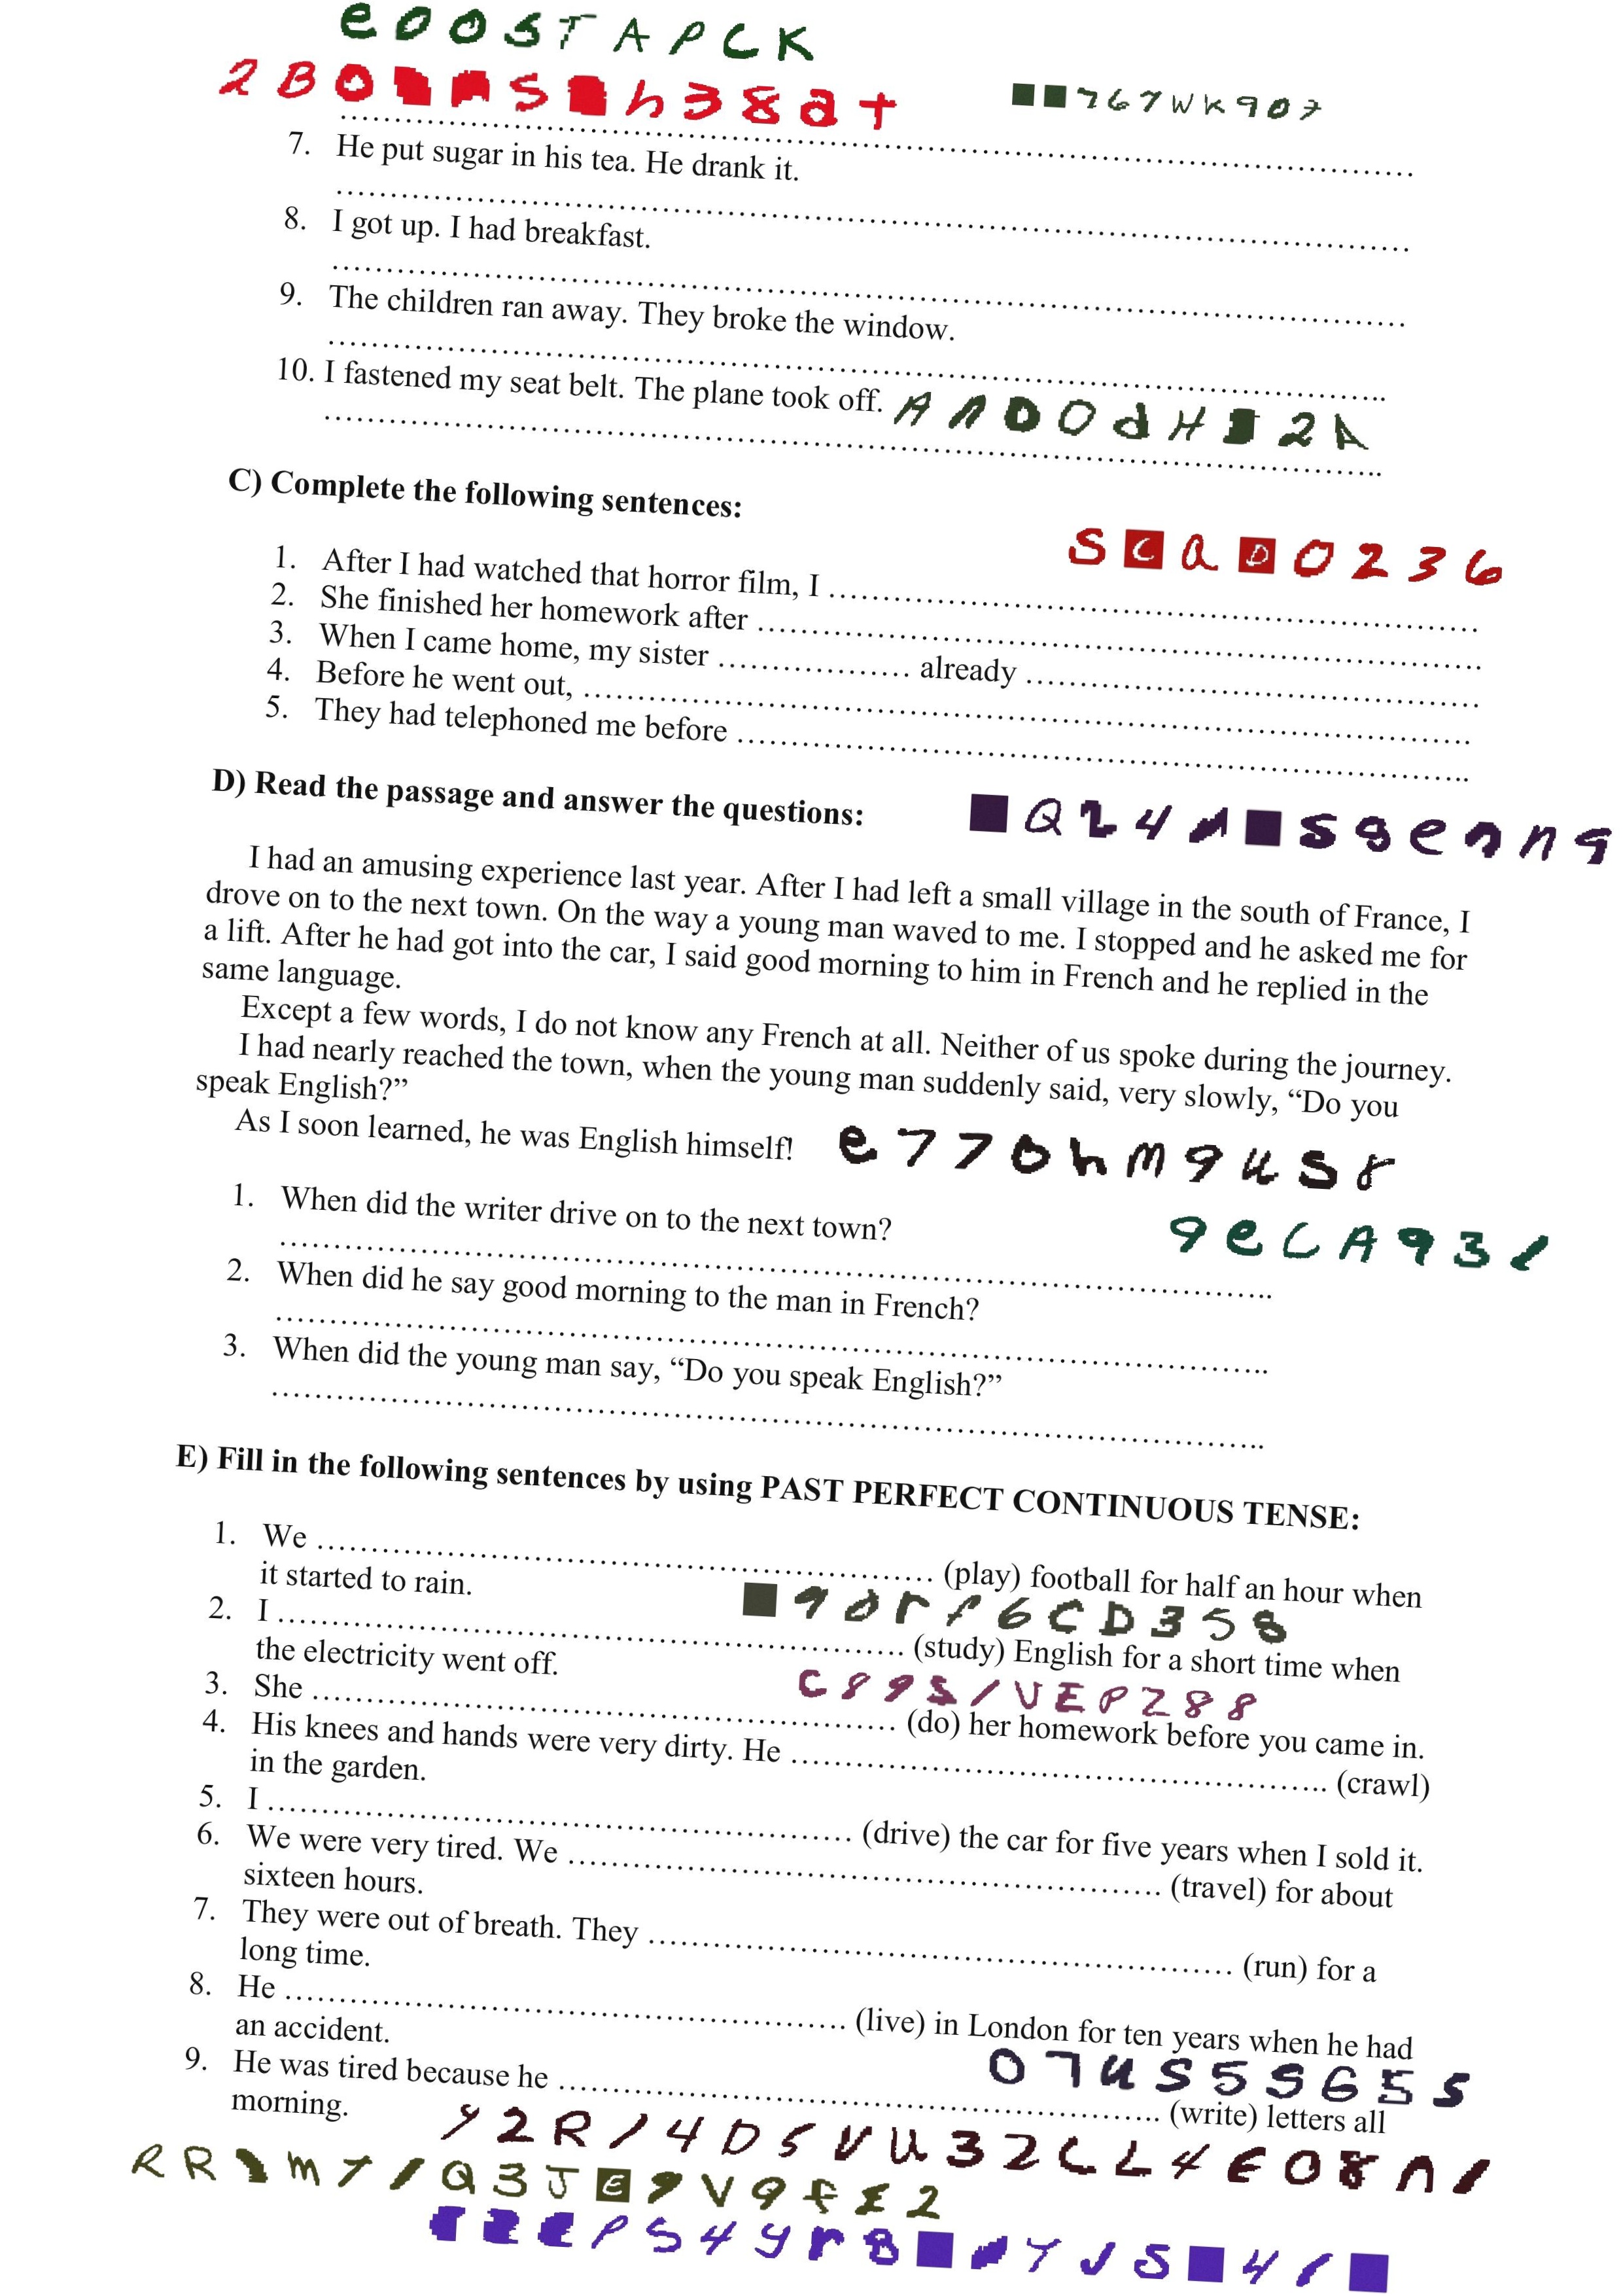 e00STAPCK
7. He put sugar in his tea. He drank it.
8. I got up. I had breakfast.
9. The children ran away. They broke the window.
10. I fastened my seat belt. The plane took off.
C) Complete the following sentences:
1. After I had watched that horror film, I ........................................
2. She finished her homework after ........................................
3. When I came home, my sister .................. already ........................................
4. Before he went out, ........................................
5. They had telephoned me before ........................................
D) Read the passage and answer the questions:
I had an amusing experience last year. After I had left a small village in the south of France, I
drove on to the next town. On the way a young man waved to me. I stopped and he asked me for
a lift. After he had got into the car, I said good morning to him in French and he replied in the
same language.
Except a few words, I do not know any French at all. Neither of us spoke during the journey.
I had nearly reached the town, when the young man suddenly said, very slowly, “Do you
speak English?”
As I soon learned, he was English himself!
e770hm9US8
1. When did the writer drive on to the next town?
9eCA931
2. When did he say good morning to the man in French?
3. When did the young man say, “Do you speak English?”
E) Fill in the following sentences by using PAST PERFECT CONTINUOUS TENSE:
1. We ........................................ (play) football for half an hour when
it started to rain.
2. I ........................................ (study) English for a short time when
the electricity went off.
C89S/VEPZ88
3. She ........................................ (do) her homework before you came in.
4. His knees and hands were very dirty. He ........................................ (crawl)
in the garden.
5. I ........................................ (drive) the car for five years when I sold it.
6. We were very tired. We ........................................ (travel) for about
sixteen hours.
7. They were out of breath. They ........................................ (run) for a
long time.
8. He ........................................ (live) in London for ten years when he had
an accident.
07US5SG55
9. He was tired because he ........................................ (write) letters all
morning.